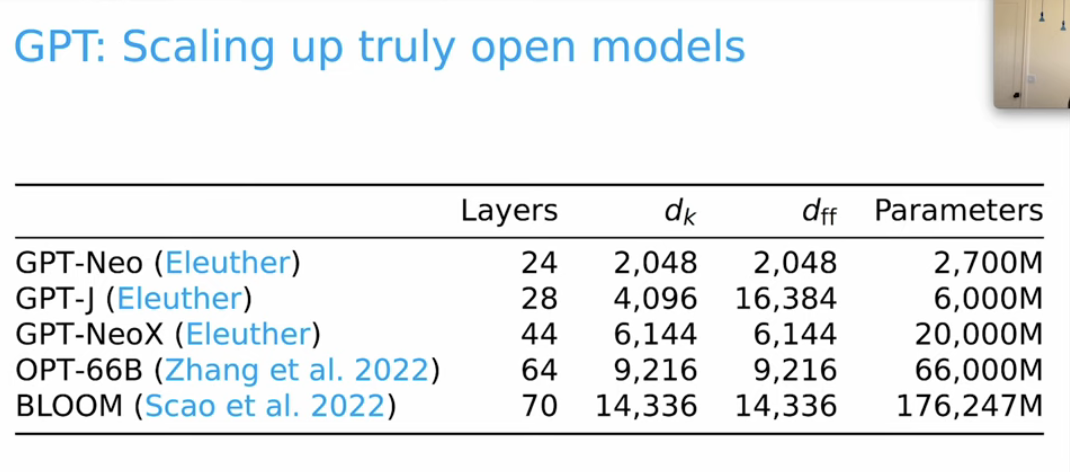 GPT: Scaling up truly open models
Layers d_k d_ff Parameters
GPT-Neo (Eleuther) 24 2,048 2,048 2,700M
GPT-J (Eleuther) 28 4,096 16,384 6,000M
GPT-NeoX (Eleuther) 44 6,144 6,144 20,000M
OPT-66B (Zhang et al. 2022) 64 9,216 9,216 66,000M
BLOOM (Scao et al. 2022) 70 14,336 14,336 176,247M